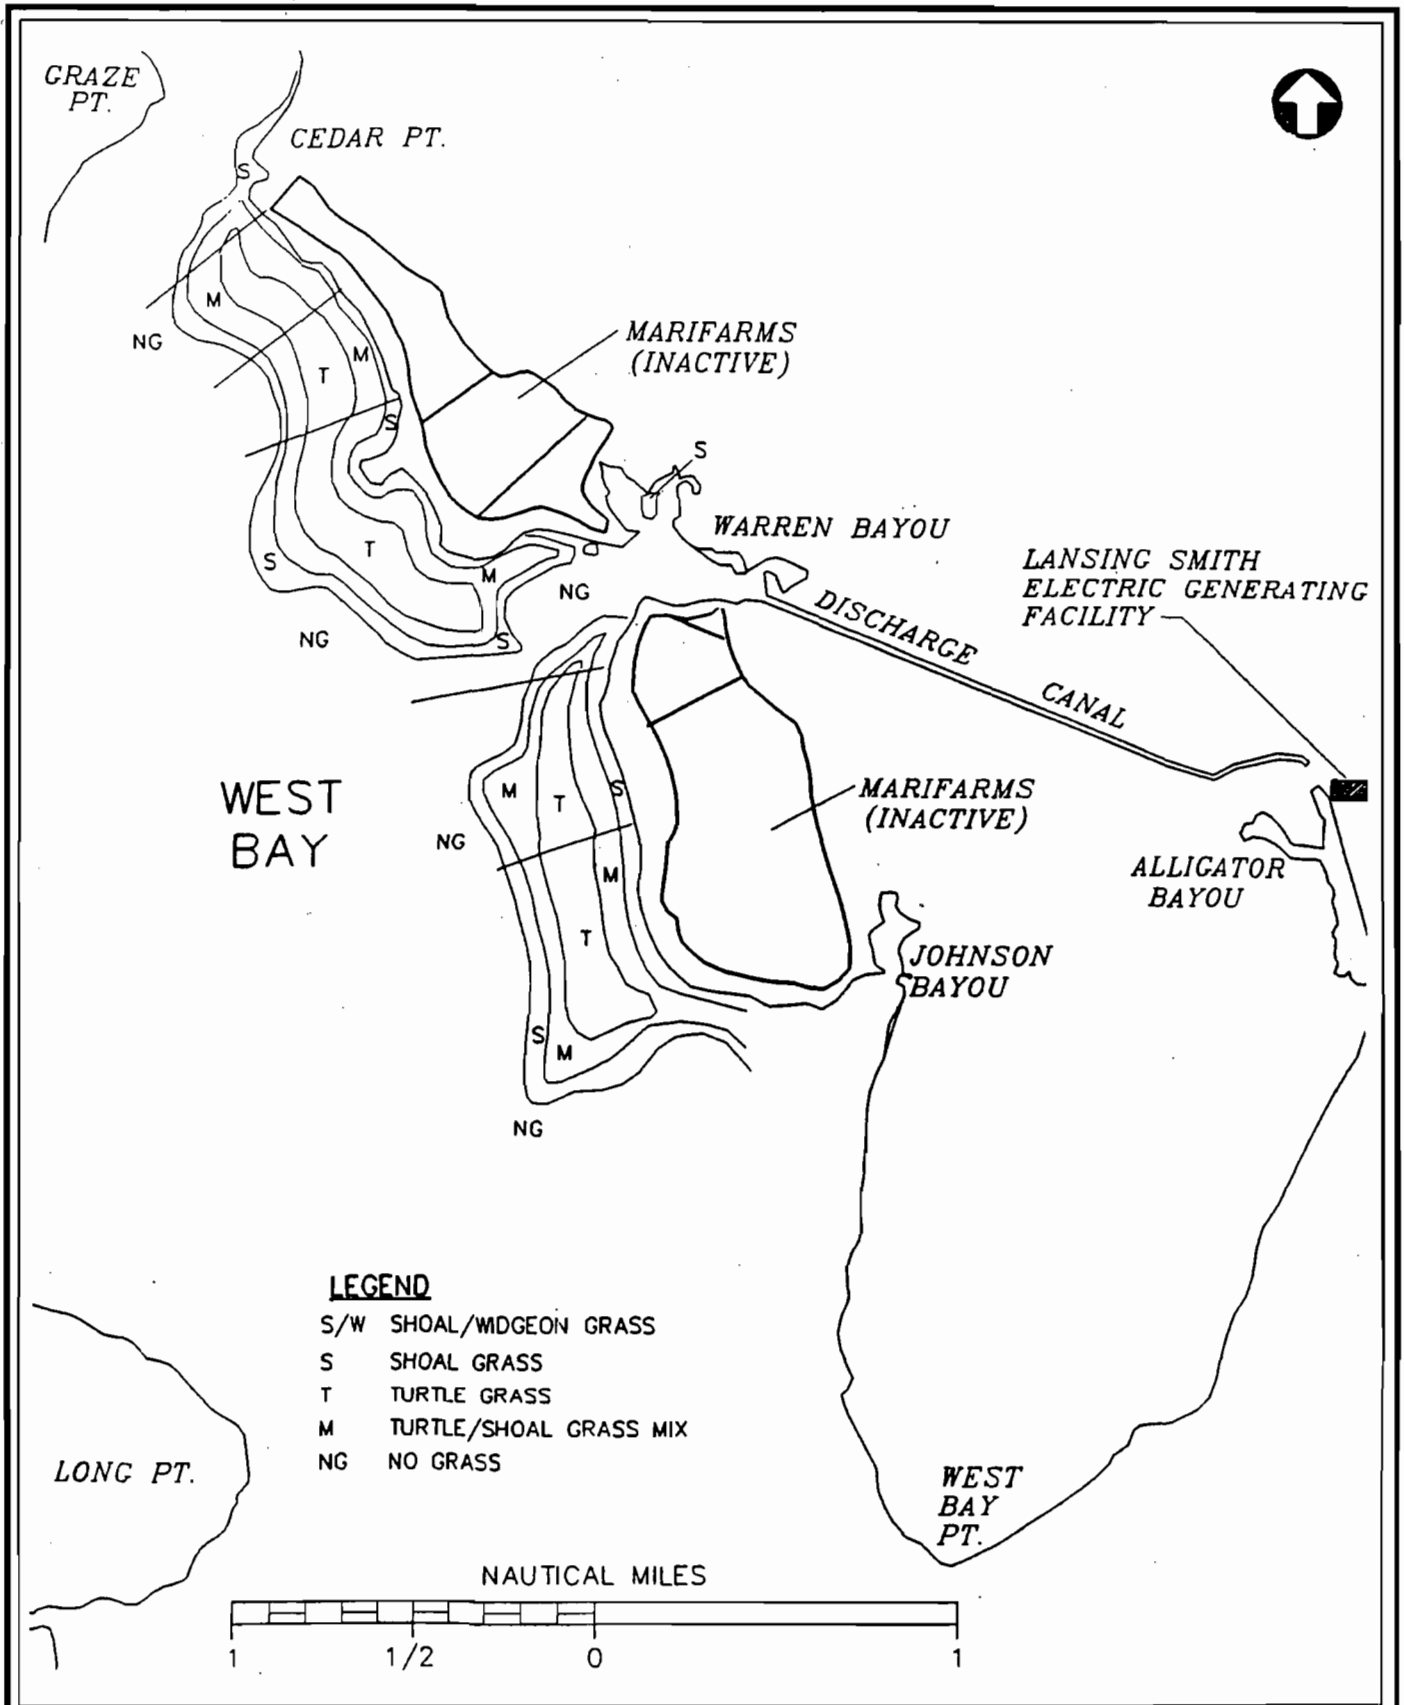 GRAZE
PT.
CEDAR PT.
S
M
NG
MARIFARMS
(INACTIVE)
M
T
S
S
WARREN BAYOU
T
S
M
NG
LANSING SMITH
ELECTRIC GENERATING
FACILITY
DISCHARGE
CANAL
NG
S
WEST
BAY
M
T
S
MARIFARMS
(INACTIVE)
NG
M
ALLIGATOR
BAYOU
T
JOHNSON
BAYOU
S
M
NG
LEGEND
S/W SHOAL/WIDGEON GRASS
S SHOAL GRASS
T TURTLE GRASS
M TURTLE/SHOAL GRASS MIX
NG NO GRASS
LONG PT.
WEST
BAY
PT.
NAUTICAL MILES
1 1/2 0 1